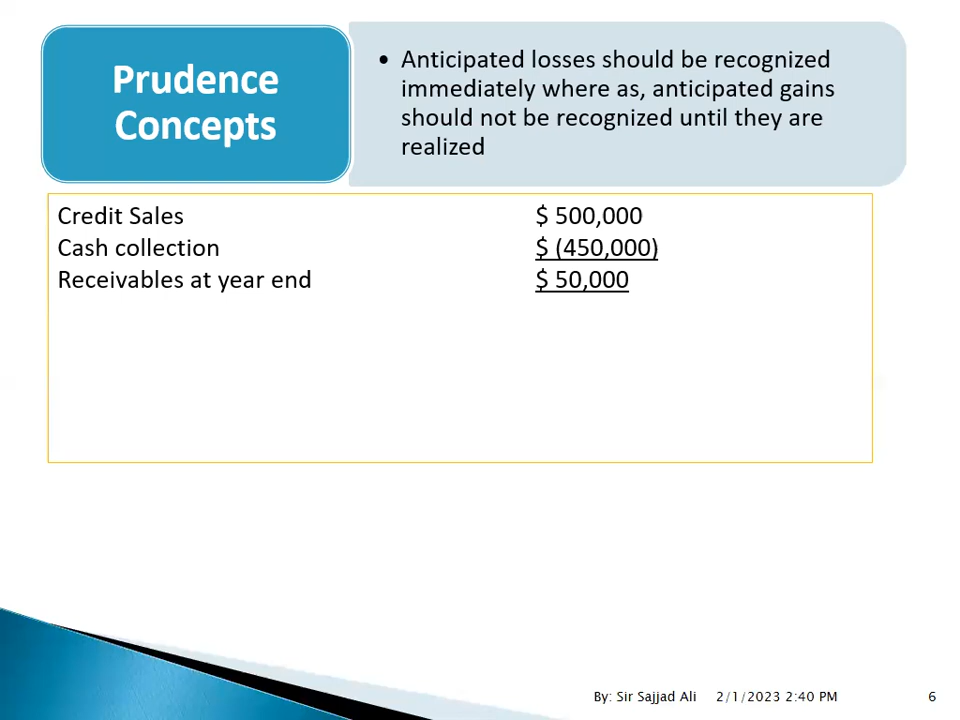 Prudence
Concepts
• Anticipated losses should be recognized
immediately where as, anticipated gains
should not be recognized until they are
realized
Credit Sales $ 500,000
Cash collection $ (450,000)
Receivables at year end $ 50,000
By: Sir Sajjad Ali 2/1/2023 2:40 PM 6